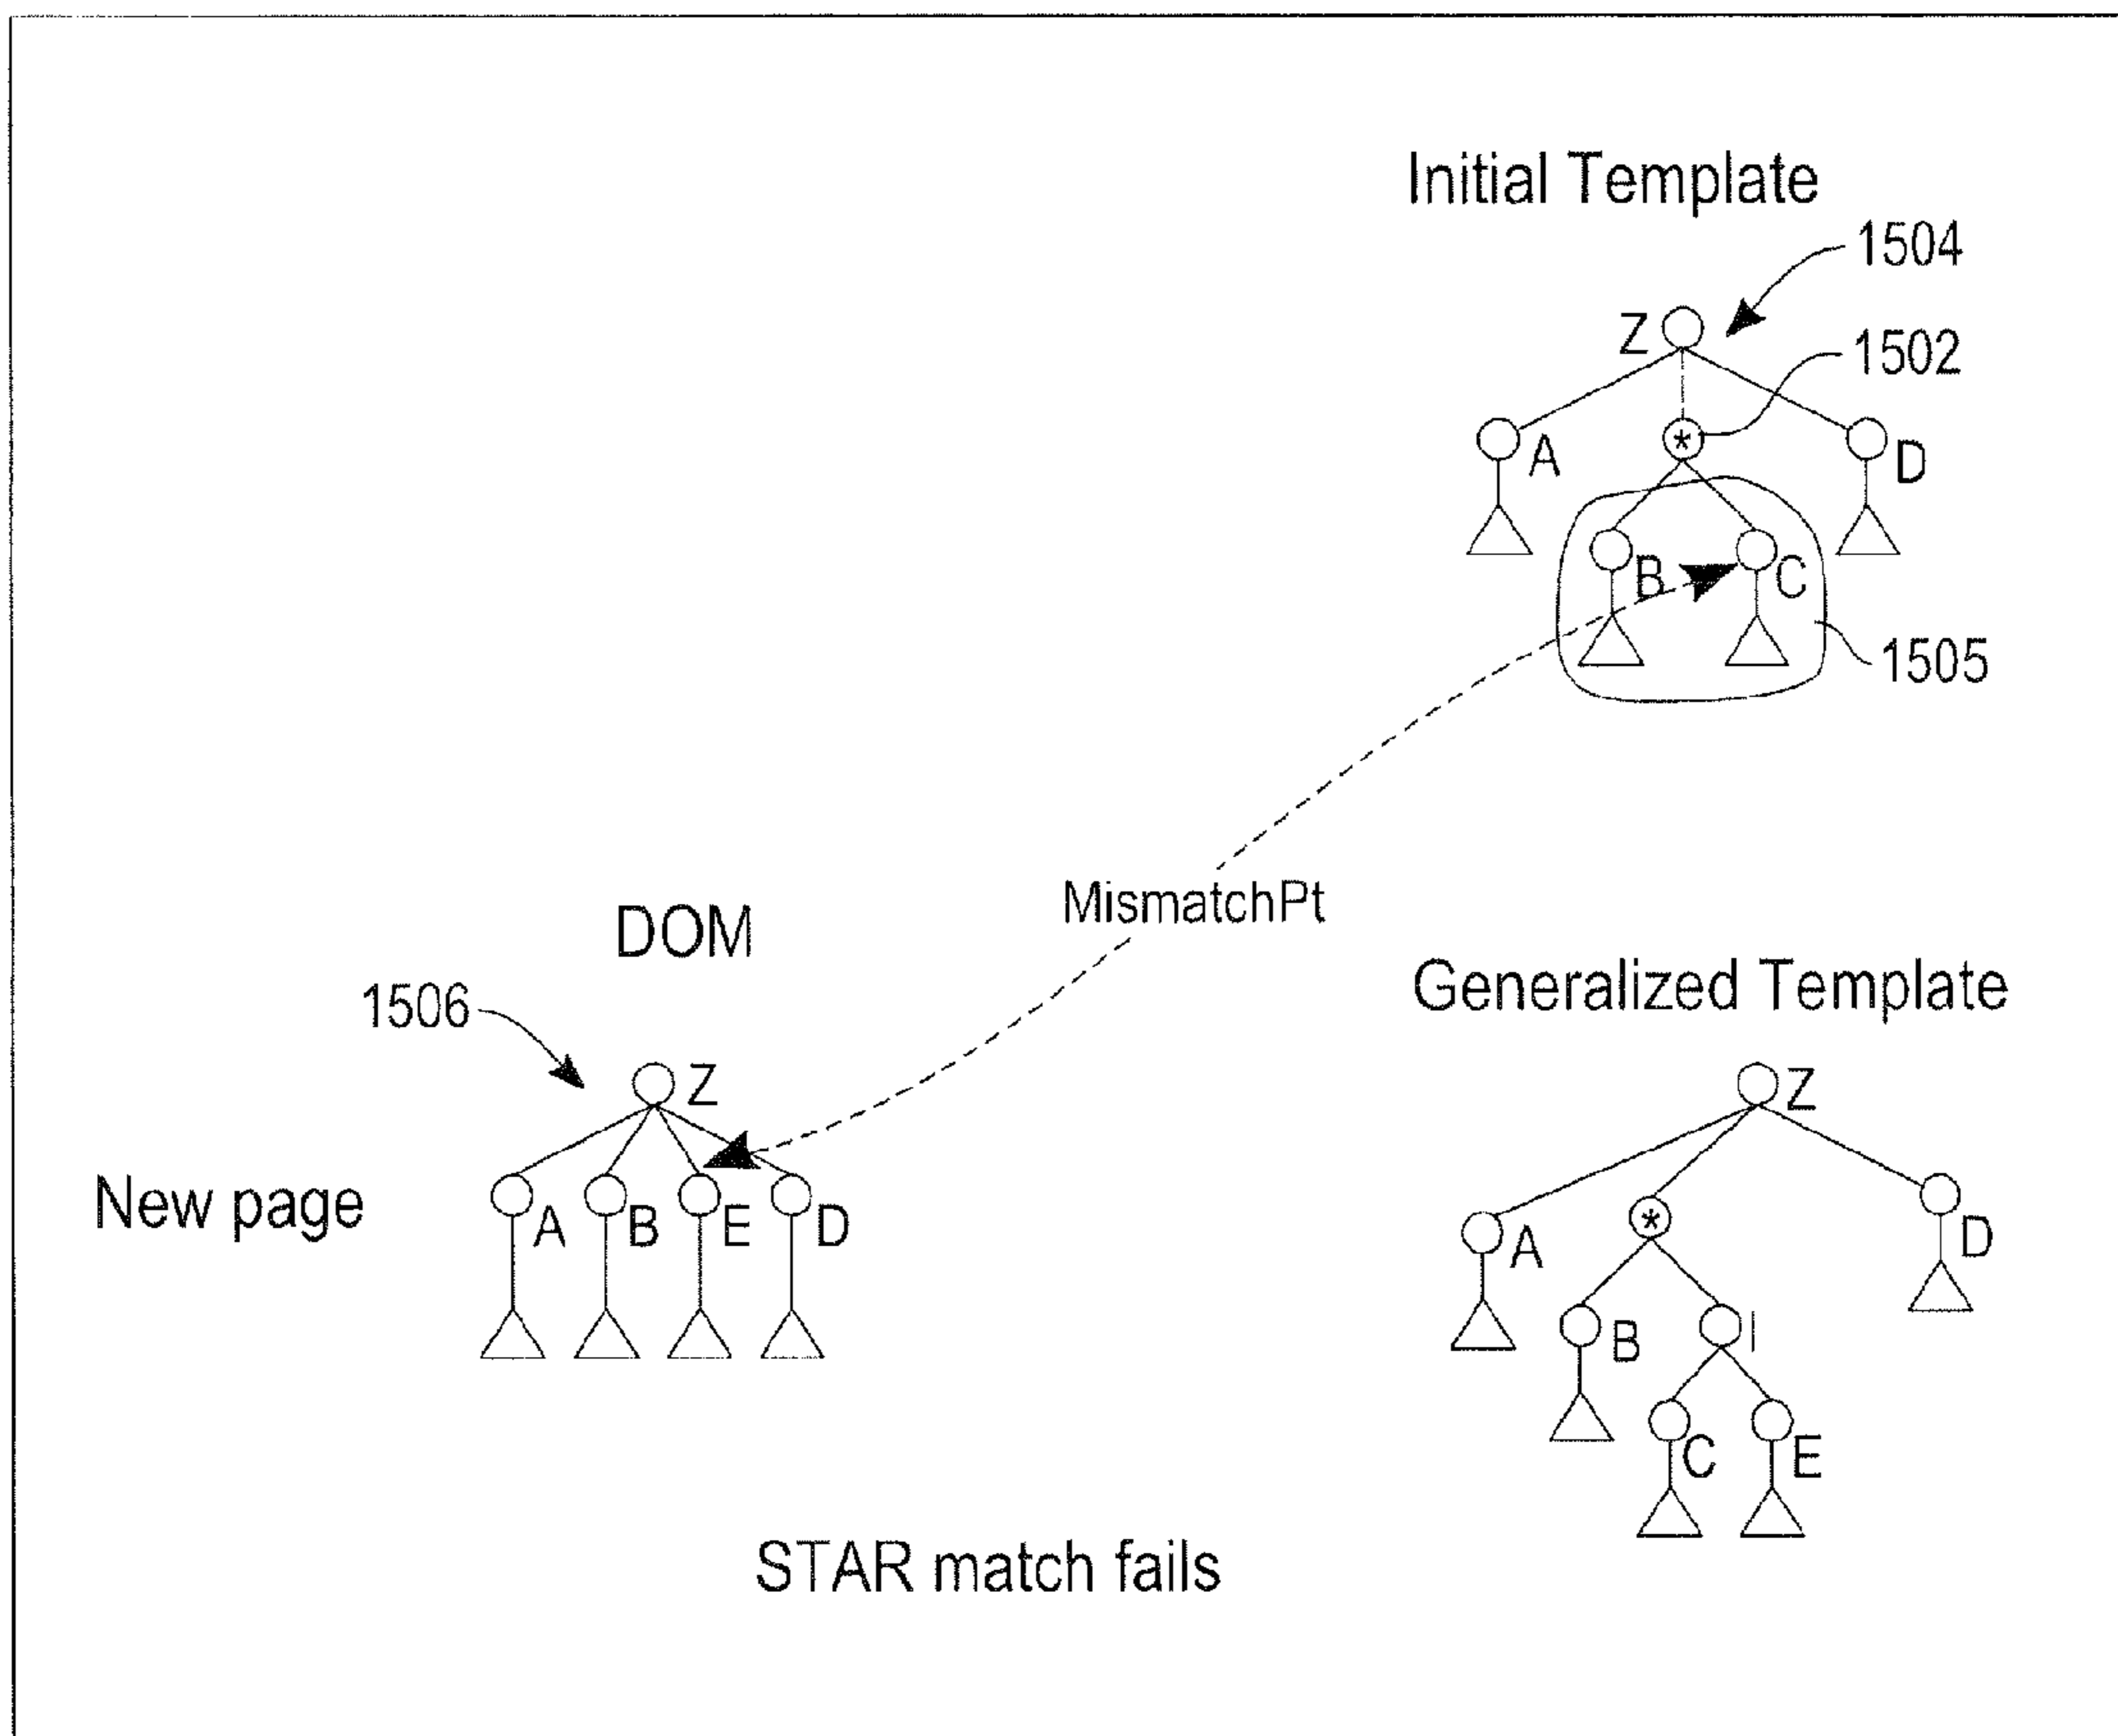 Initial Template
1504
Z
1502
*
A
D
B
C
1505
MismatchPt
DOM
1506
Z
New page
A
B
E
D
Generalized Template
Z
*
A
D
B
I
C
E
STAR match fails